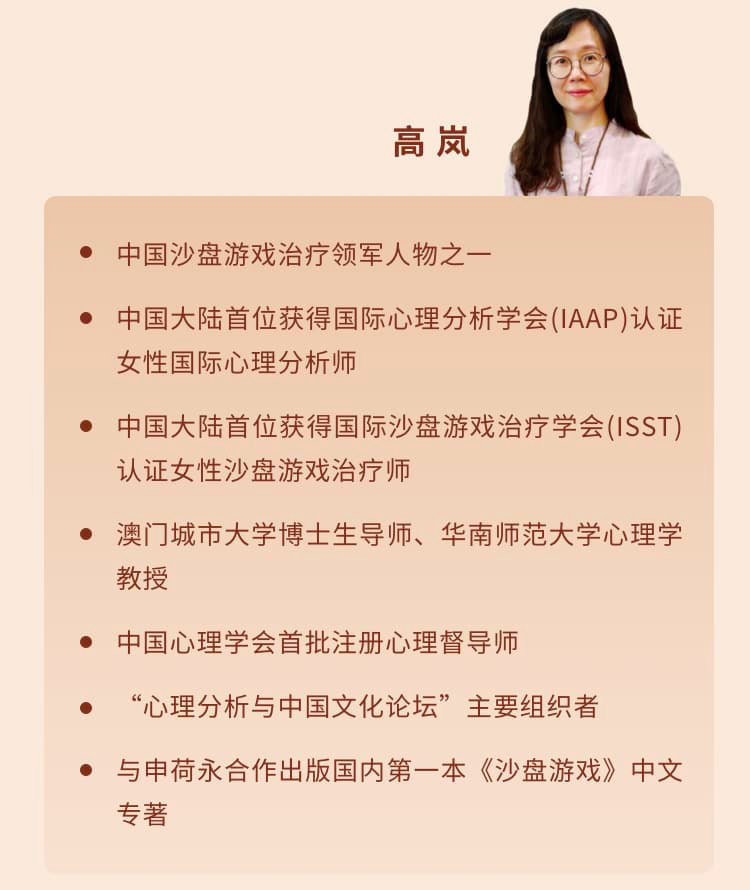 高岚
中国沙盘游戏治疗领军人物之一
中国大陆首位获得国际心理分析学会(IAAP)认证
女性国际心理分析师
中国大陆首位获得国际沙盘游戏治疗学会(ISST)
认证女性沙盘游戏治疗师
澳门城市大学博士生导师、华南师范大学心理学
教授
中国心理学会首批注册心理督导师
“心理分析与中国文化论坛”主要组织者
与申荷永合作出版国内第一本《沙盘游戏》中文
专著